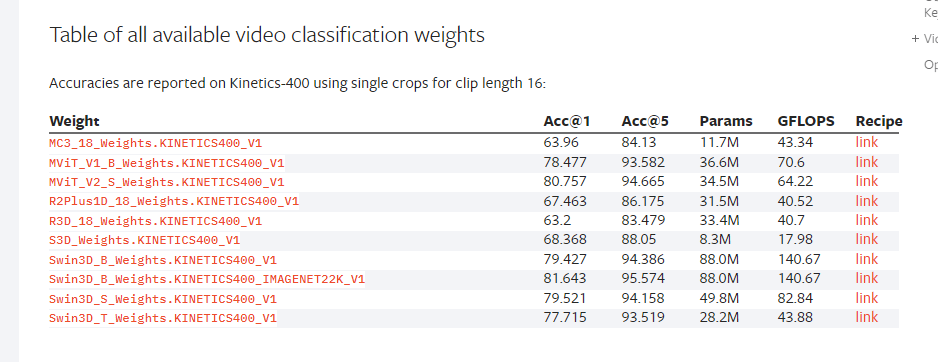 Ke
Table of all available video classification weights
+ Vic
Op
Accuracies are reported on Kinetics-400 using single crops for clip length 16:
Weight Acc@1 Acc@5 Params GFLOPS Recipe
MC3_18_Weights.KINETICS400_V1 63.96 84.13 11.7M 43.34 link
MViT_V1_B_Weights.KINETICS400_V1 78.477 93.582 36.6M 70.6 link
MViT_V2_S_Weights.KINETICS400_V1 80.757 94.665 34.5M 64.22 link
R2Plus1D_18_Weights.KINETICS400_V1 67.463 86.175 31.5M 40.52 link
R3D_18_Weights.KINETICS400_V1 63.2 83.479 33.4M 40.7 link
S3D_Weights.KINETICS400_V1 68.368 88.05 8.3M 17.98 link
Swin3D_B_Weights.KINETICS400_V1 79.427 94.386 88.0M 140.67 link
Swin3D_B_Weights.KINETICS400_IMAGENET22K_V1 81.643 95.574 88.0M 140.67 link
Swin3D_S_Weights.KINETICS400_V1 79.521 94.158 49.8M 82.84 link
Swin3D_T_Weights.KINETICS400_V1 77.715 93.519 28.2M 43.88 link